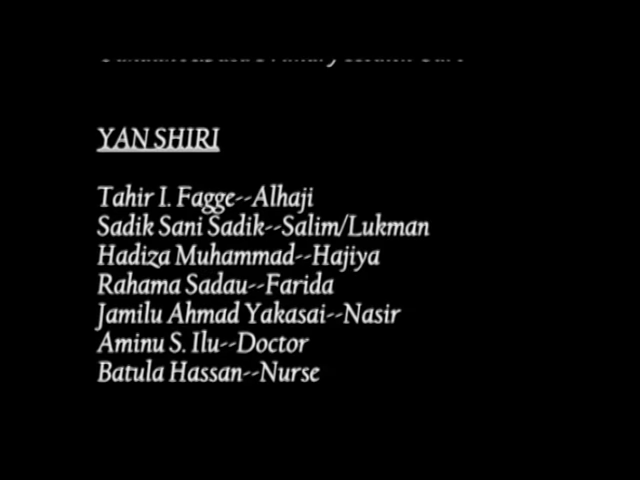 YAN SHIRI
Tahir I. Fagge--Alhaji
Sadik Sani Sadik--Salim/Lukman
Hadiza Muhammad--Hajiya
Rahama Sadau--Farida
Jamilu Ahmad Yakasai--Nasir
Aminu S. Ilu--Doctor
Batula Hassan--Nurse